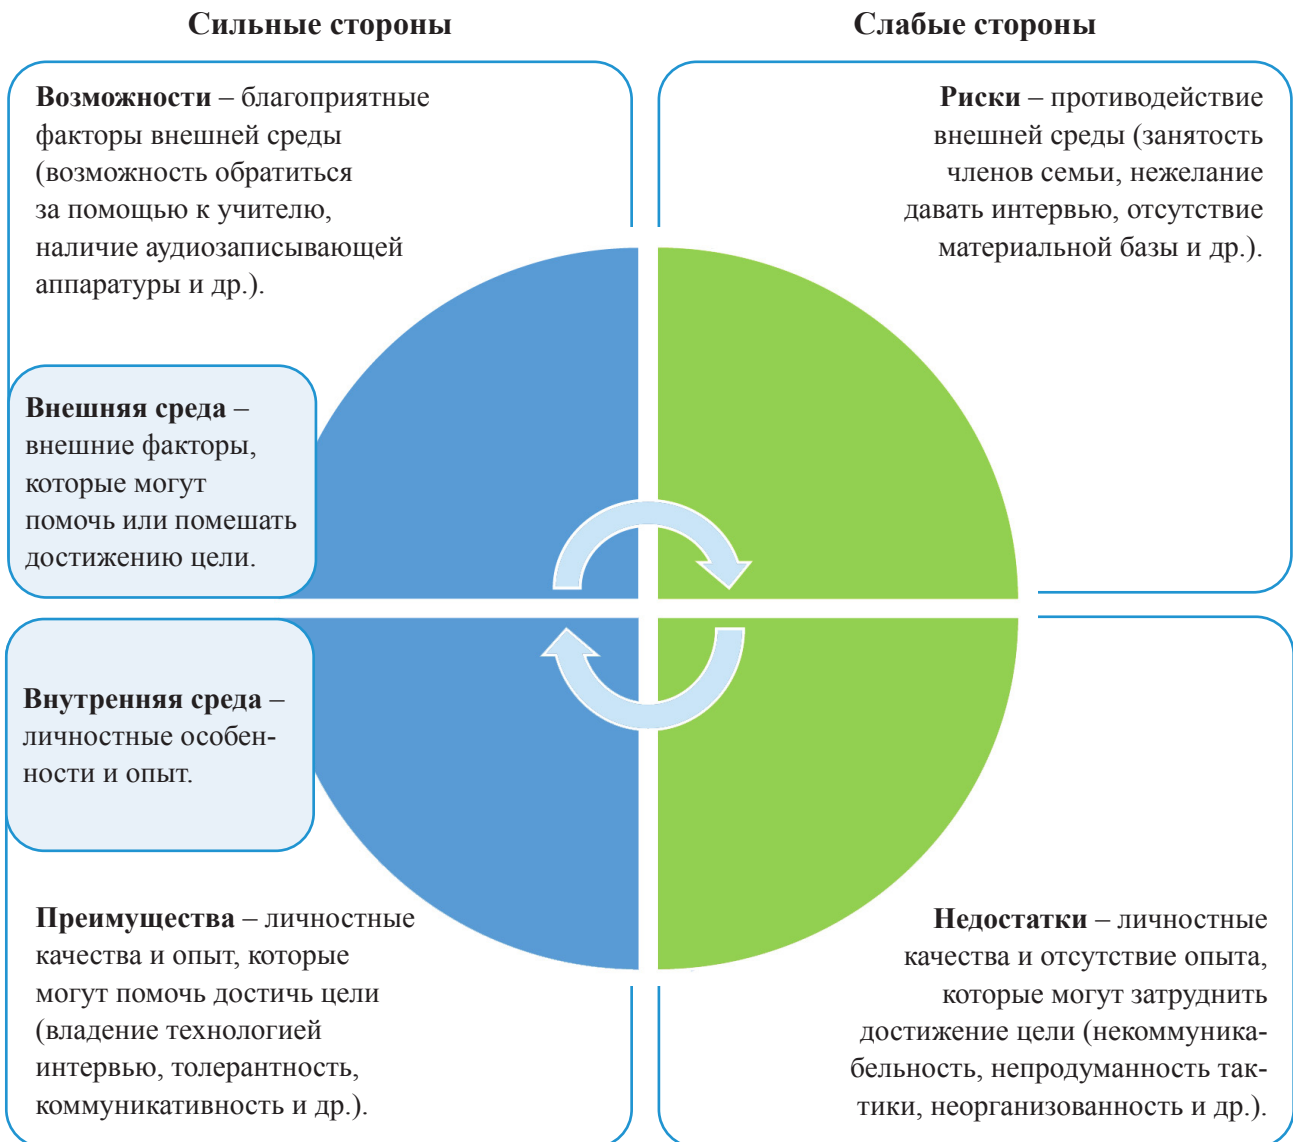 Сильные стороны
Слабые стороны
Возможности – благоприятные
факторы внешней среды
(возможность обратиться
за помощью к учителю,
наличие аудиозаписывающей
аппаратуры и др.).
Риски – противодействие
внешней среды (занятость
членов семьи, нежелание
давать интервью, отсутствие
материальной базы и др.).
Внешняя среда –
внешние факторы,
которые могут
помочь или помешать
достижению цели.
Внутренняя среда –
личностные особен-
ности и опыт.
Преимущества – личностные
качества и опыт, которые
могут помочь достичь цели
(владение технологией
интервью, толерантность,
коммуникативность и др.).
Недостатки – личностные
качества и отсутствие опыта,
которые могут затруднить
достижение цели (некоммуника-
бельность, непродуманность так-
тики, неорганизованность и др.).